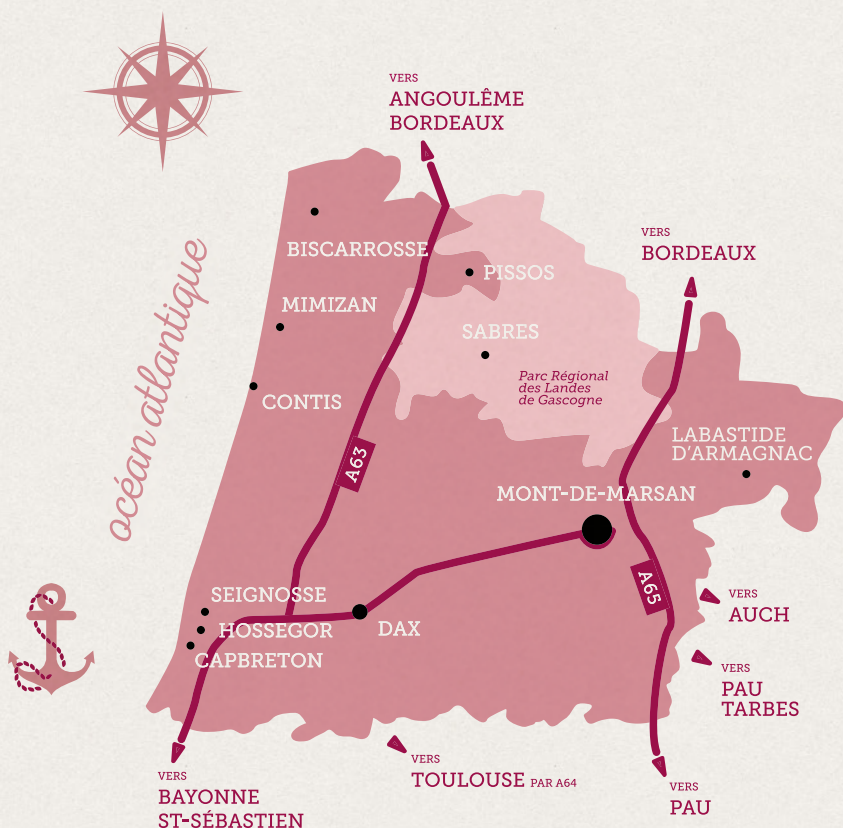 VERS
ANGOULÊME
BORDEAUX
VERS
BORDEAUX
BISCARROSSE
PISSOS
MIMIZAN
SABRES
océan atlantique
Parc Régional
des Landes
de Gascogne
CONTIS
LABASTIDE
D'ARMAGNAC
A63
MONT-DE-MARSAN
A65
SEIGNOSSE
VERS
AUCH
HOSSEGOR
DAX
CAPBRETON
VERS
PAU
TARBES
VERS
TOULOUSE PAR A64
VERS
BAYONNE
ST-SÉBASTIEN
VERS
PAU